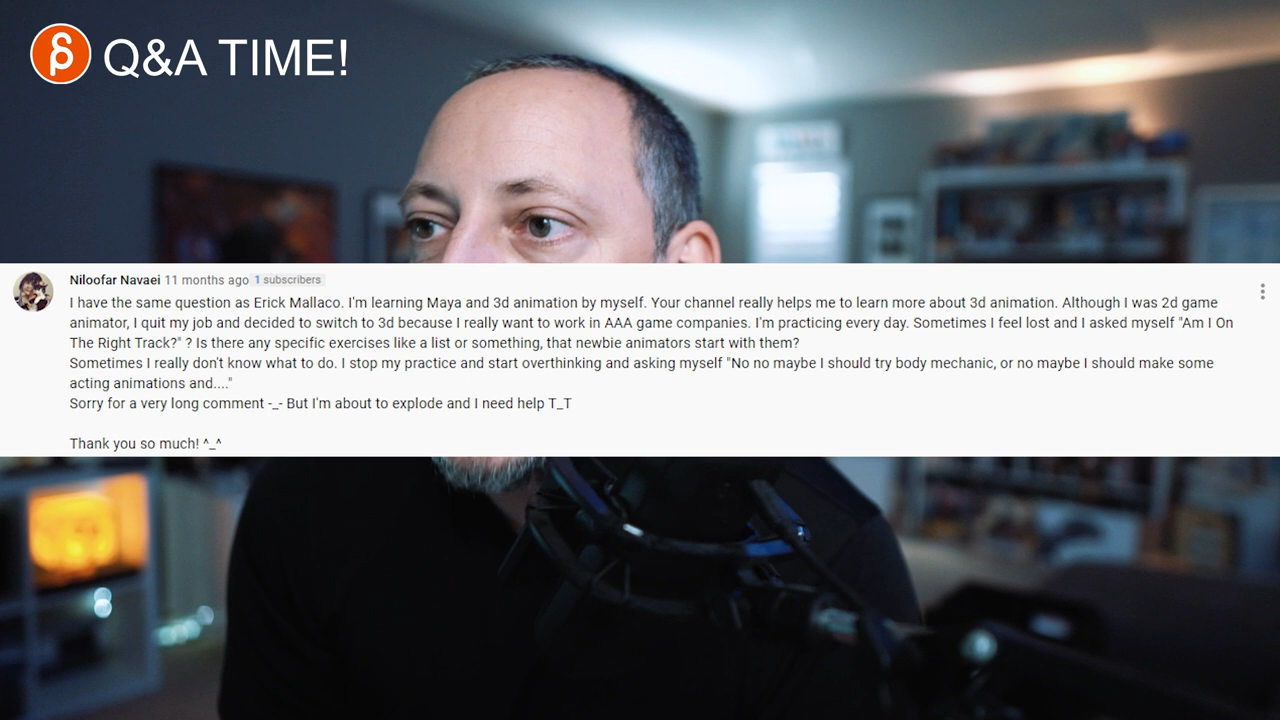 Q&A TIME!
Niloofar Navaei 11 months ago 1 subscribers
I have the same question as Erick Mallaco. I'm learning Maya and 3d animation by myself. Your channel really helps me to learn more about 3d animation. Although I was 2d game
animator, I quit my job and decided to switch to 3d because I really want to work in AAA game companies. I'm practicing every day. Sometimes I feel lost and I asked myself "Am I On
The Right Track?" ? Is there any specific exercises like a list or something, that newbie animators start with them?
Sometimes I really don't know what to do. I stop my practice and start overthinking and asking myself "No no maybe I should try body mechanic, or no maybe I should make some
acting animations and...."
Sorry for a very long comment -_- But I'm about to explode and I need help T_T
Thank you so much! ^_^